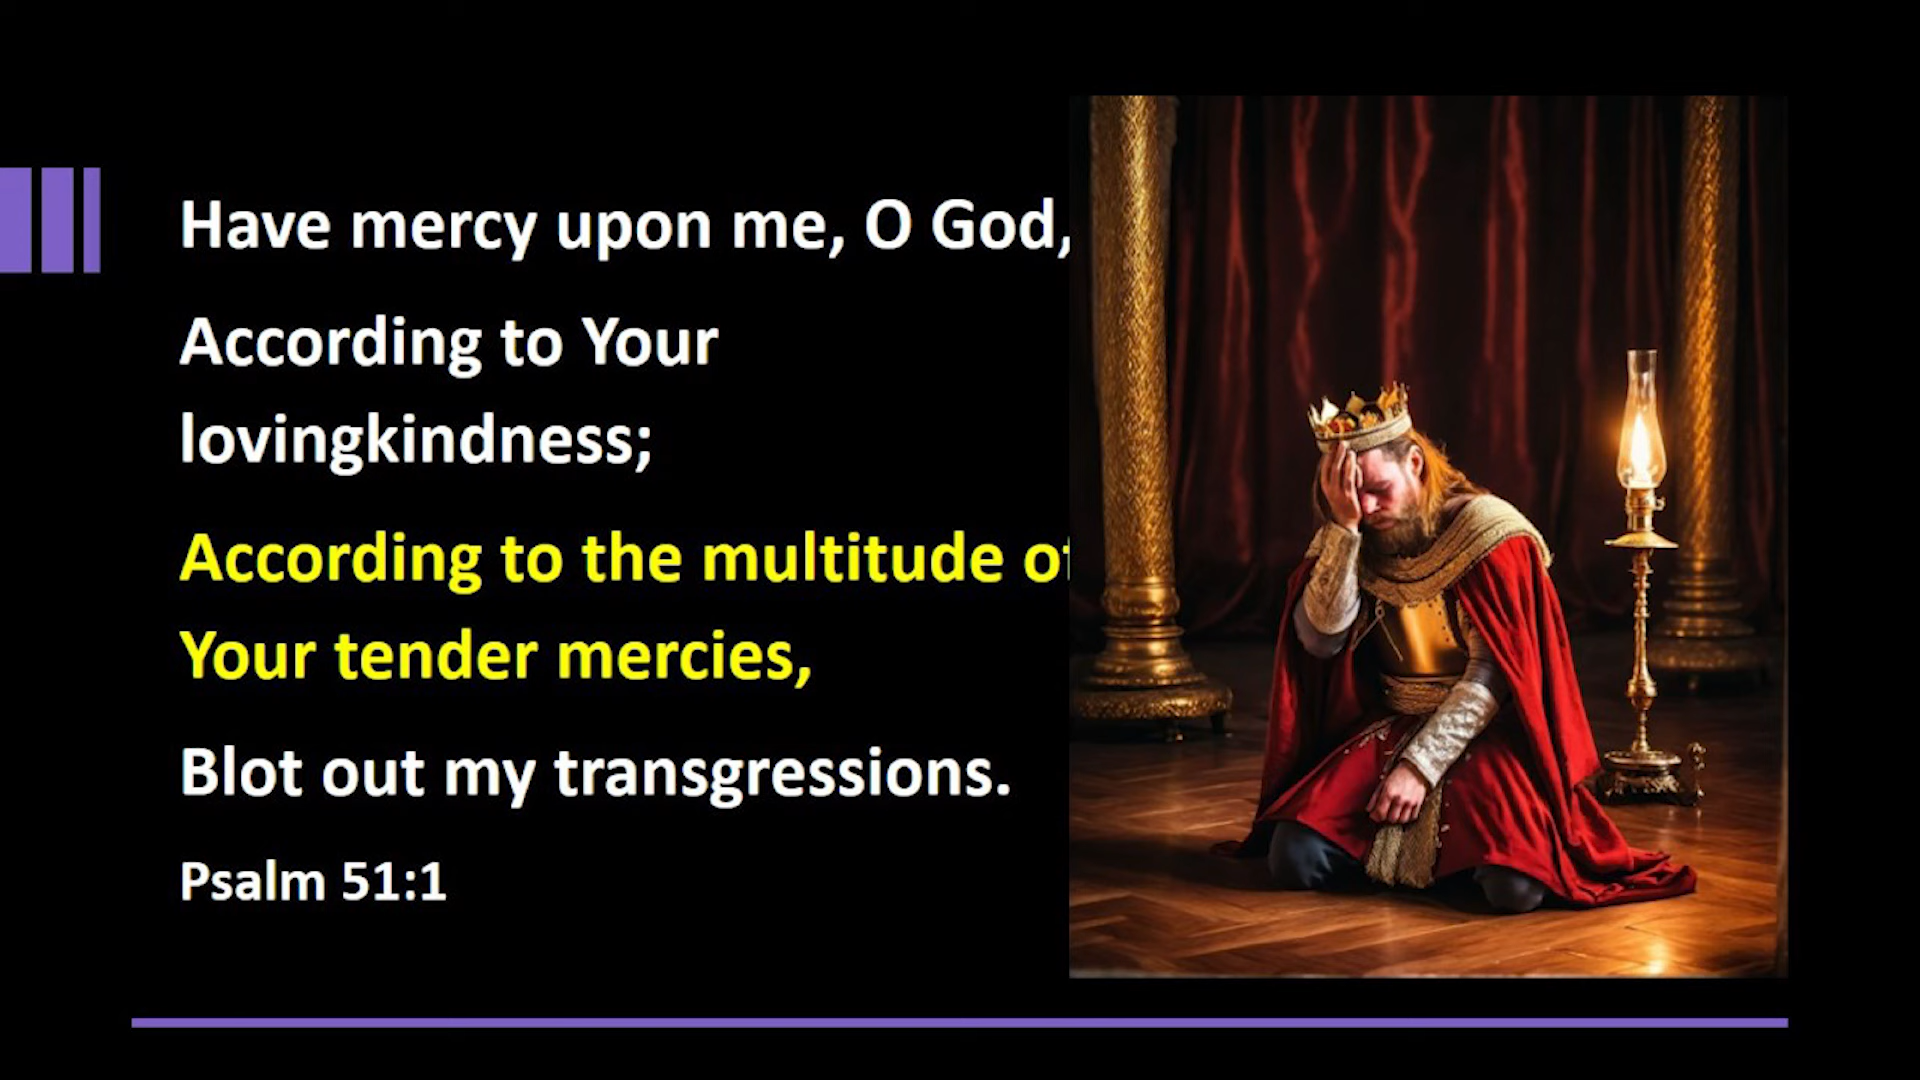 Have mercy upon me, O God,
According to Your
lovingkindness;
According to the multitude of
Your tender mercies,
Blot out my transgressions.
Psalm 51:1